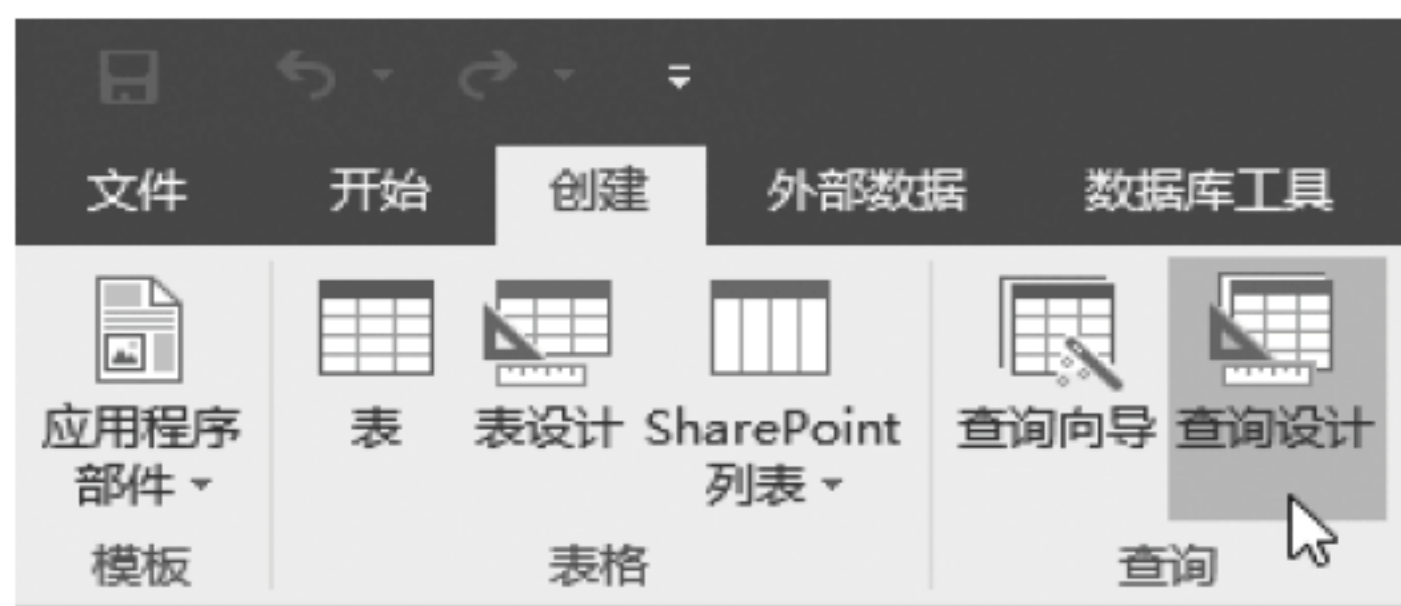 文件 开始 创建 外部数据 数据库工具
应用程序 表 表设计 SharePoint 查询向导 查询设计
部件 列表
模板 表格 查询